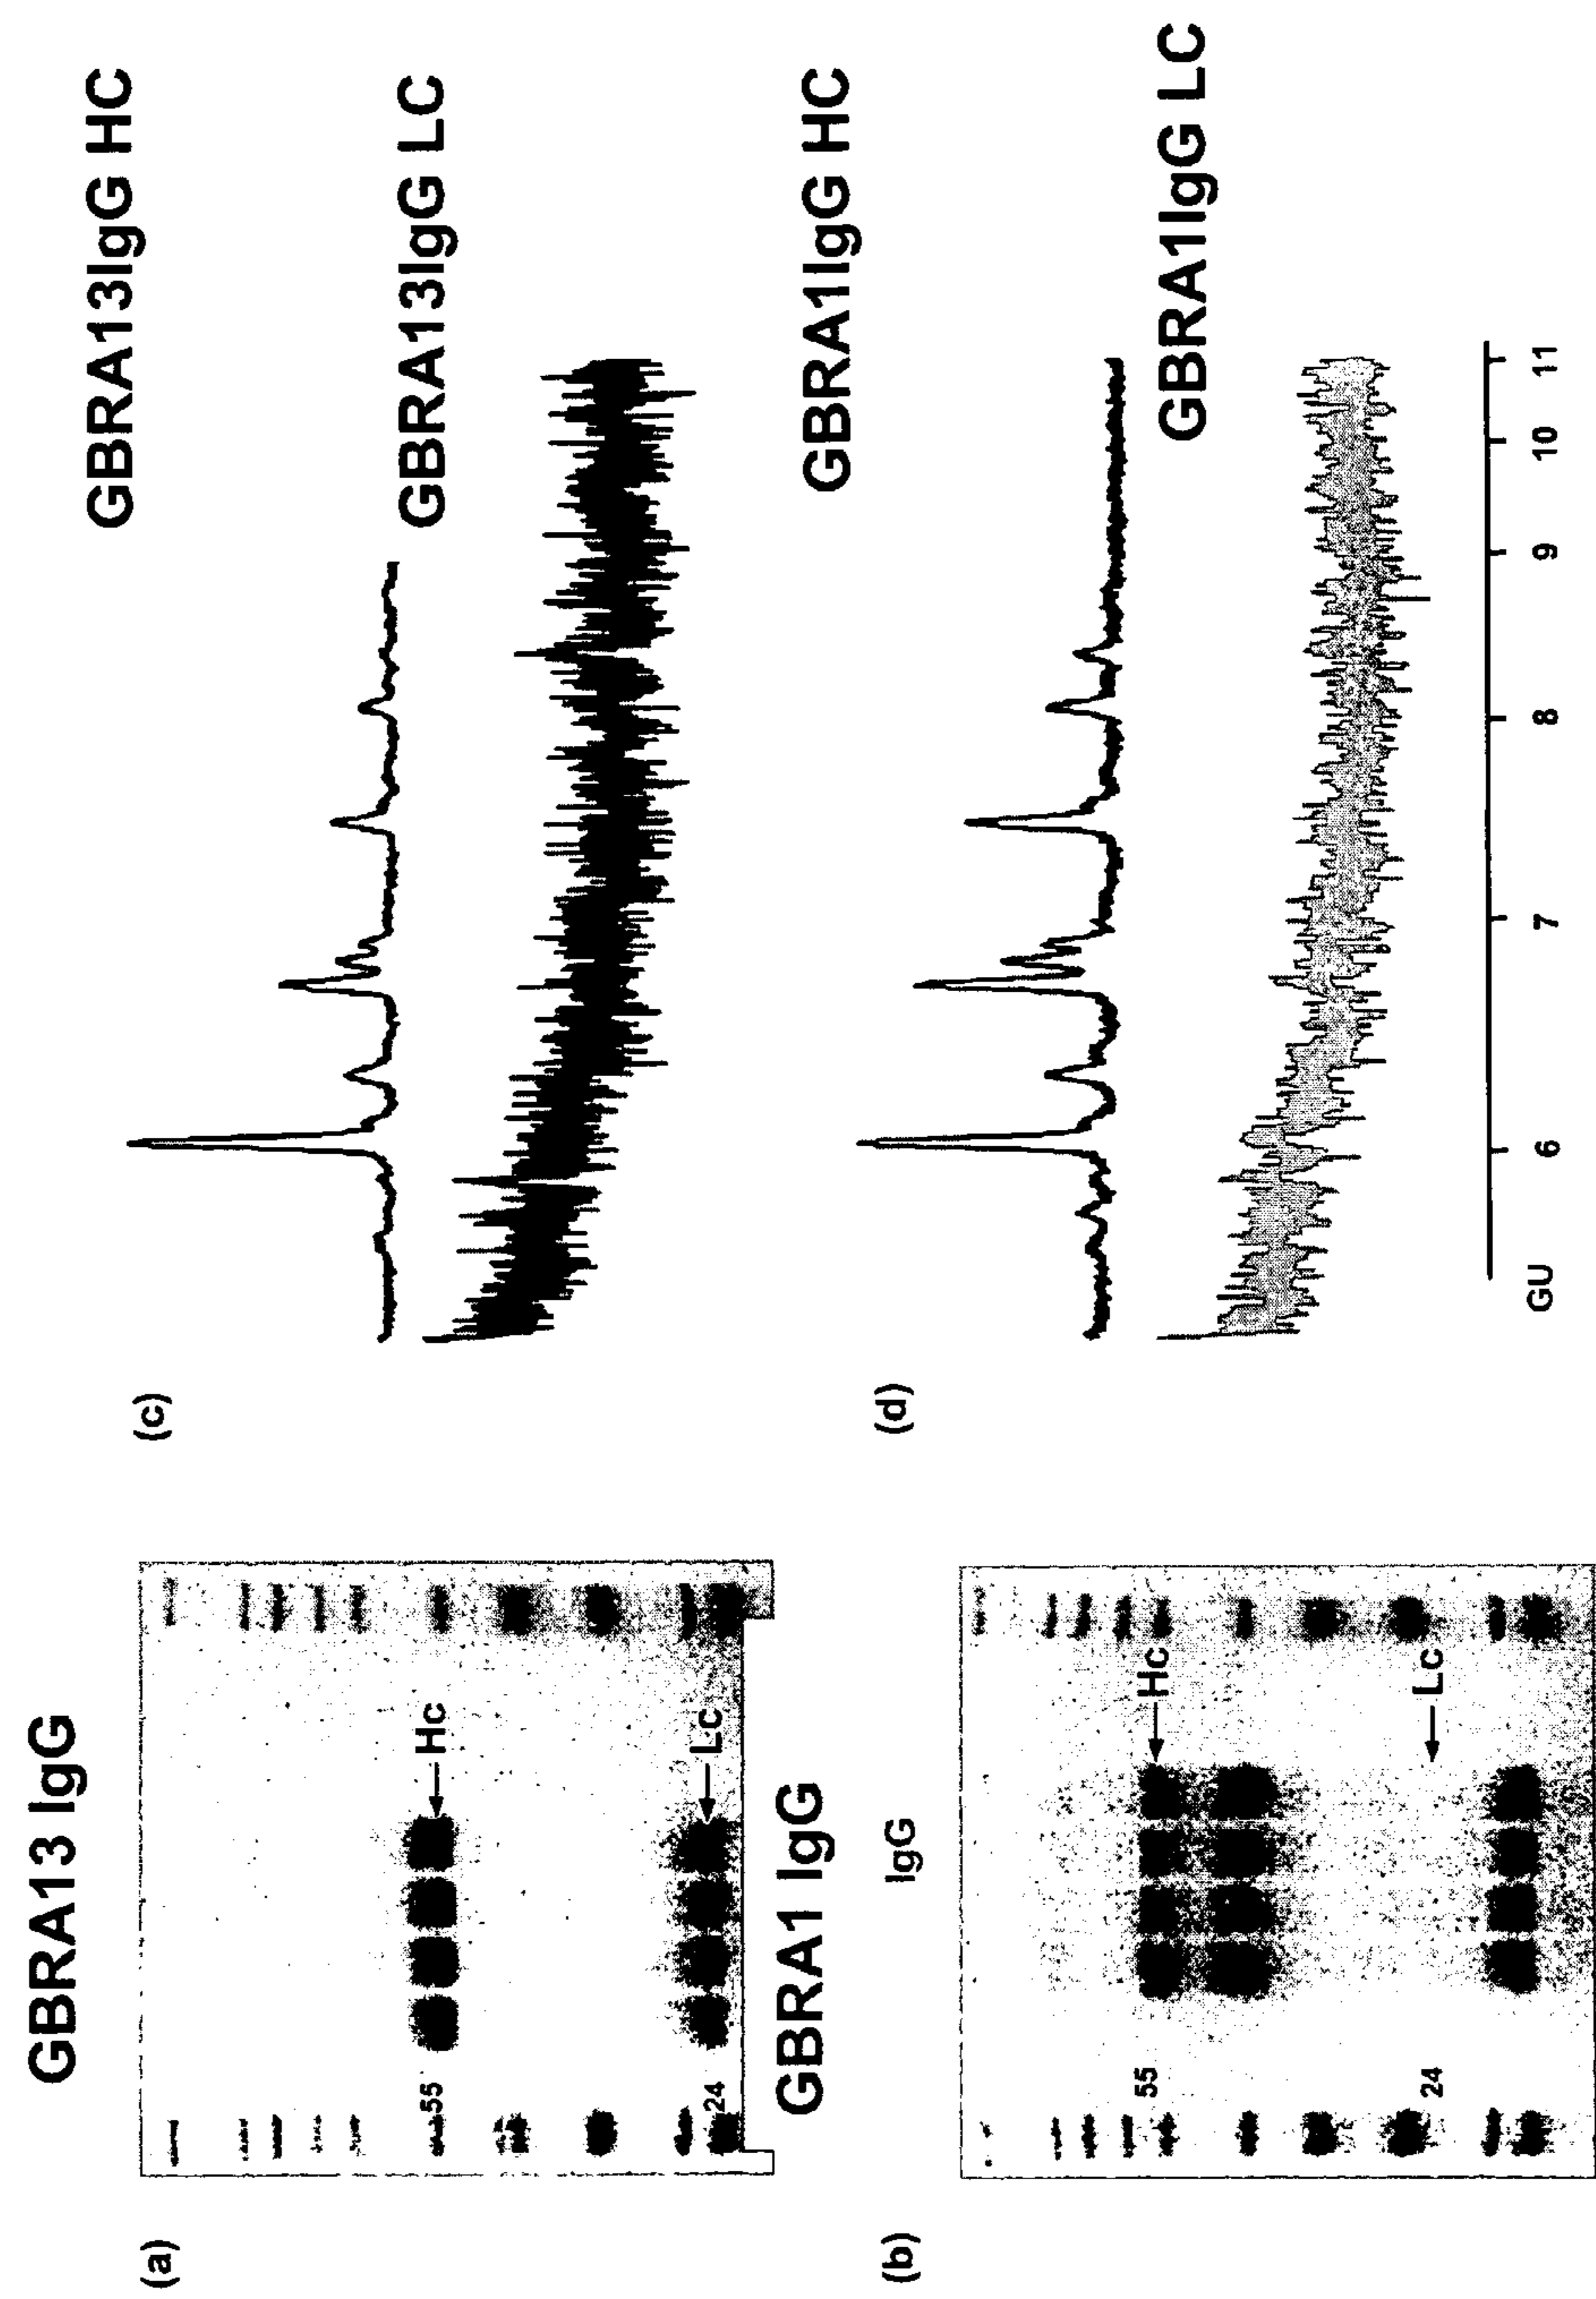 GBRA13 IgG
(a)
55
24
Hc
Lc
GBRA1 IgG
IgG
(b)
55
24
Hc
Lc
(c)
GBRA13IgG HC
GBRA13IgG LC
(d)
GBRA1IgG HC
GBRA1IgG LC
GU 6 7 8 9 10 11